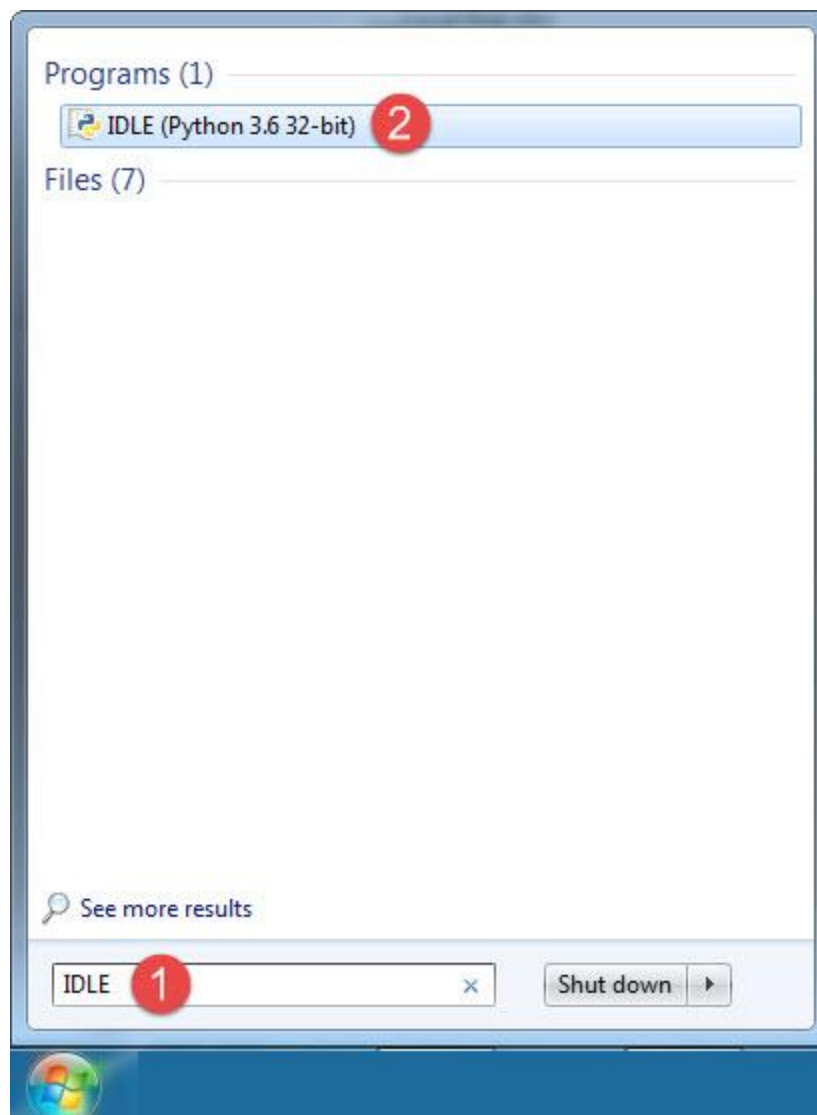 Programs (1)
IDLE (Python 3.6 32-bit) 2
Files (7)
See more results
IDLE 1
Shut down